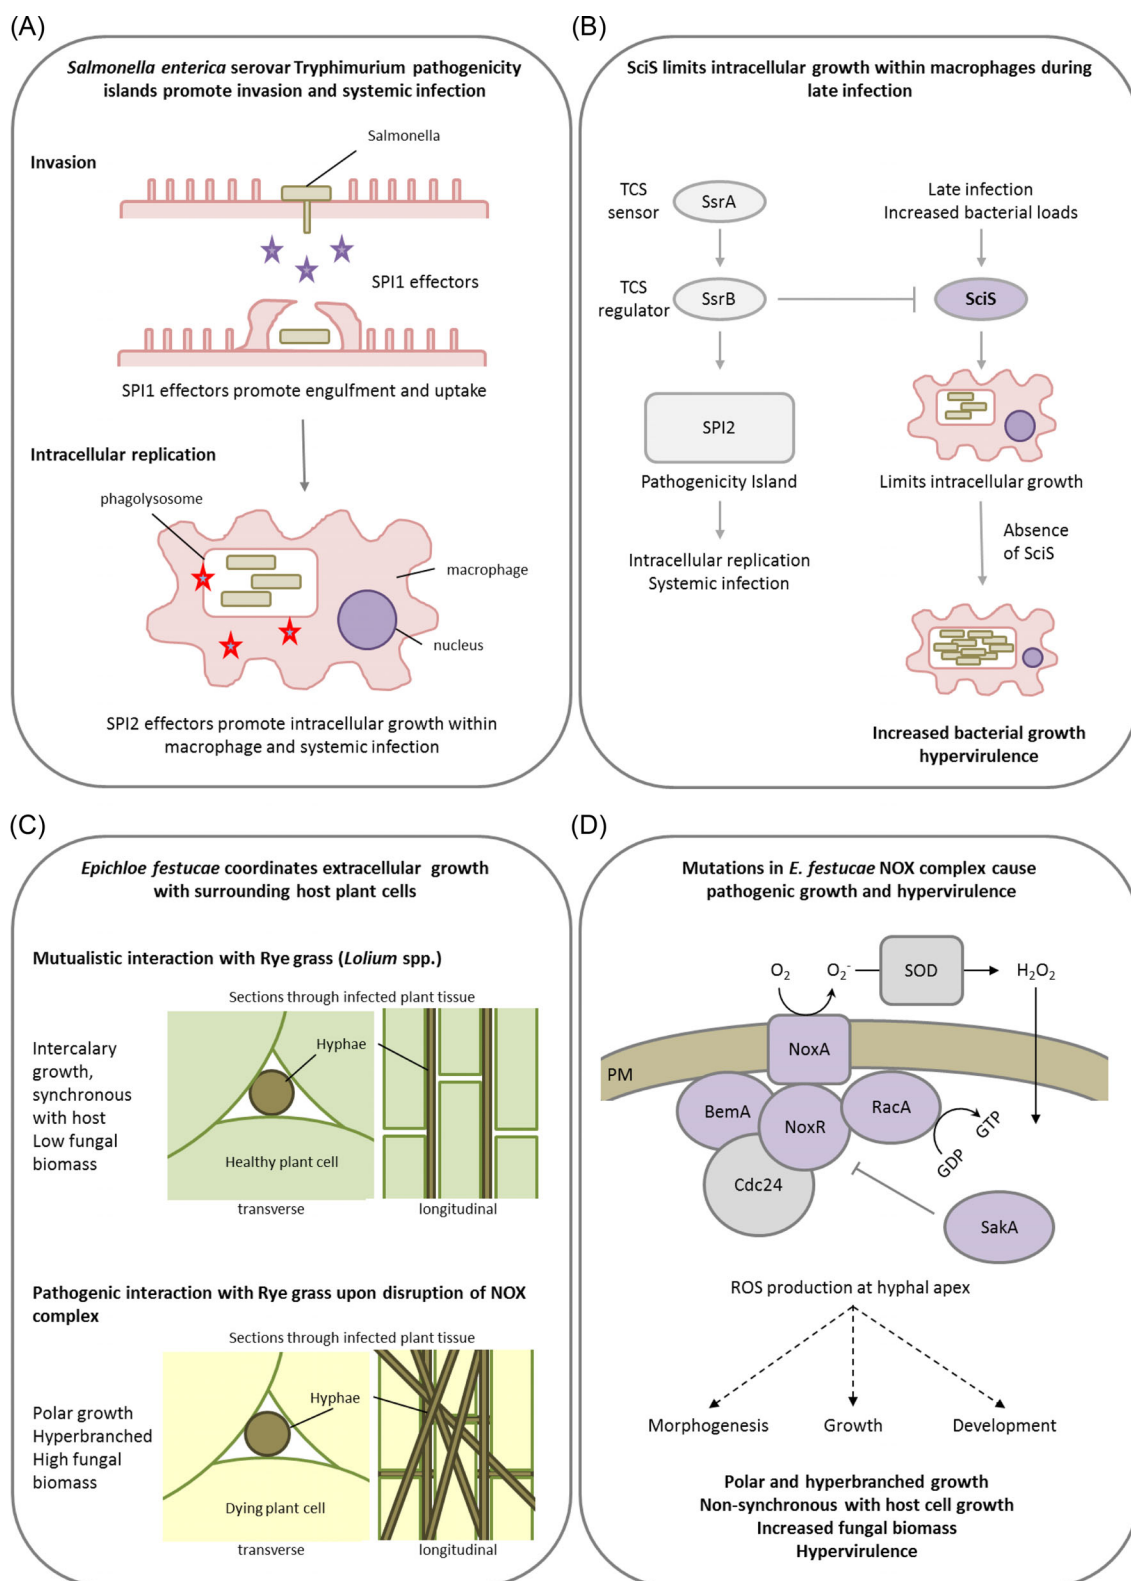 (A)
Salmonella enterica serovar Tryphimurium pathogenicity
islands promote invasion and systemic infection
Salmonella
Invasion
SPI1 effectors
SPI1 effectors promote engulfment and uptake
Intracellular replication
phagolysosome
macrophage
nucleus
SPI2 effectors promote intracellular growth within
macrophage and systemic infection
(B)
SciS limits intracellular growth within macrophages during
late infection
TCS
sensor
SsrA
Late infection
Increased bacterial loads
TCS
regulator
SsrB
SciS
SPI2
Pathogenicity Island
Limits intracellular growth
Absence
of SciS
Intracellular replication
Systemic infection
Increased bacterial growth
hypervirulence
(C)
Epichloe festucae coordinates extracellular growth
with surrounding host plant cells
Mutualistic interaction with Rye grass (Lolium spp.)
Sections through infected plant tissue
Intercalary
growth,
synchronous
with host
Low fungal
biomass
Hyphae
Healthy plant cell
transverse
longitudinal
Pathogenic interaction with Rye grass upon disruption of NOX
complex
Sections through infected plant tissue
Polar growth
Hyperbranched
High fungal
biomass
Hyphae
Dying plant cell
transverse
longitudinal
(D)
Mutations in E. festucae NOX complex cause
pathogenic growth and hypervirulence
O₂
O₂⁻
SOD
H₂O₂
NoxA
PM
BemA
NoxR
RacA
GTP
GDP
Cdc24
SakA
ROS production at hyphal apex
Morphogenesis
Growth
Development
Polar and hyperbranched growth
Non-synchronous with host cell growth
Increased fungal biomass
Hypervirulence